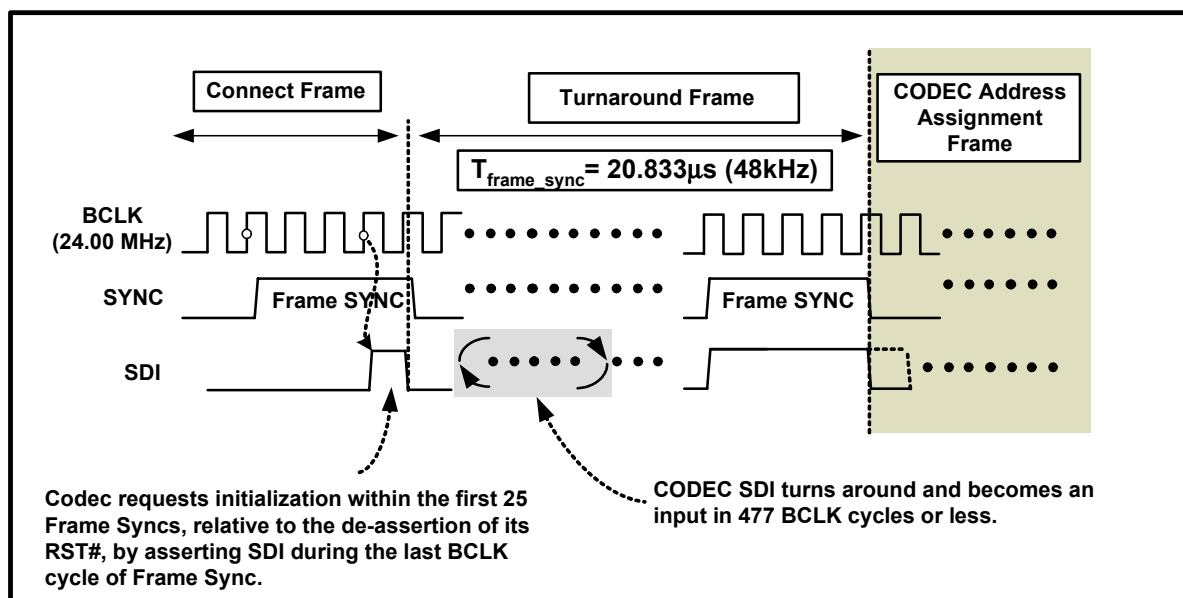 Connect Frame
Turnaround Frame
CODEC Address
Assignment
Frame
T_frame_sync= 20.833μs (48kHz)
BCLK
(24.00 MHz)
SYNC
Frame SYNC
Frame SYNC
SDI
Codec requests initialization within the first 25
Frame Syncs, relative to the de-assertion of its
RST#, by asserting SDI during the last BCLK
cycle of Frame Sync.
CODEC SDI turns around and becomes an
input in 477 BCLK cycles or less.